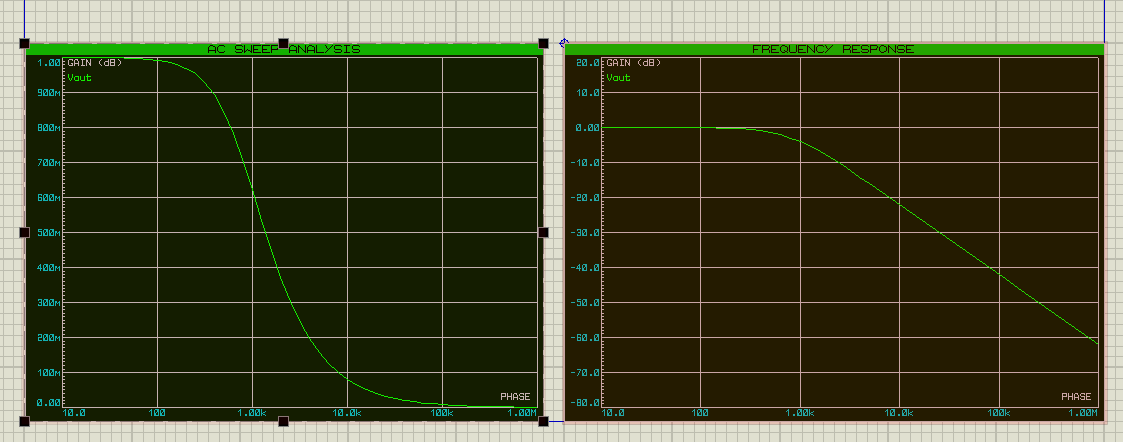 AC SWEEP ANALYSIS
GAIN (dB)
Vout
1.00
900m
800m
700m
600m
500m
400m
300m
200m
100m
0.00
PHASE
10.0 100 1.00k 10.0k 100k 1.00M
FREQUENCY RESPONSE
GAIN (dB)
Vout
20.0
10.0
0.00
-10.0
-20.0
-30.0
-40.0
-50.0
-60.0
-70.0
-80.0
PHASE
10.0 100 1.00k 10.0k 100k 1.00M